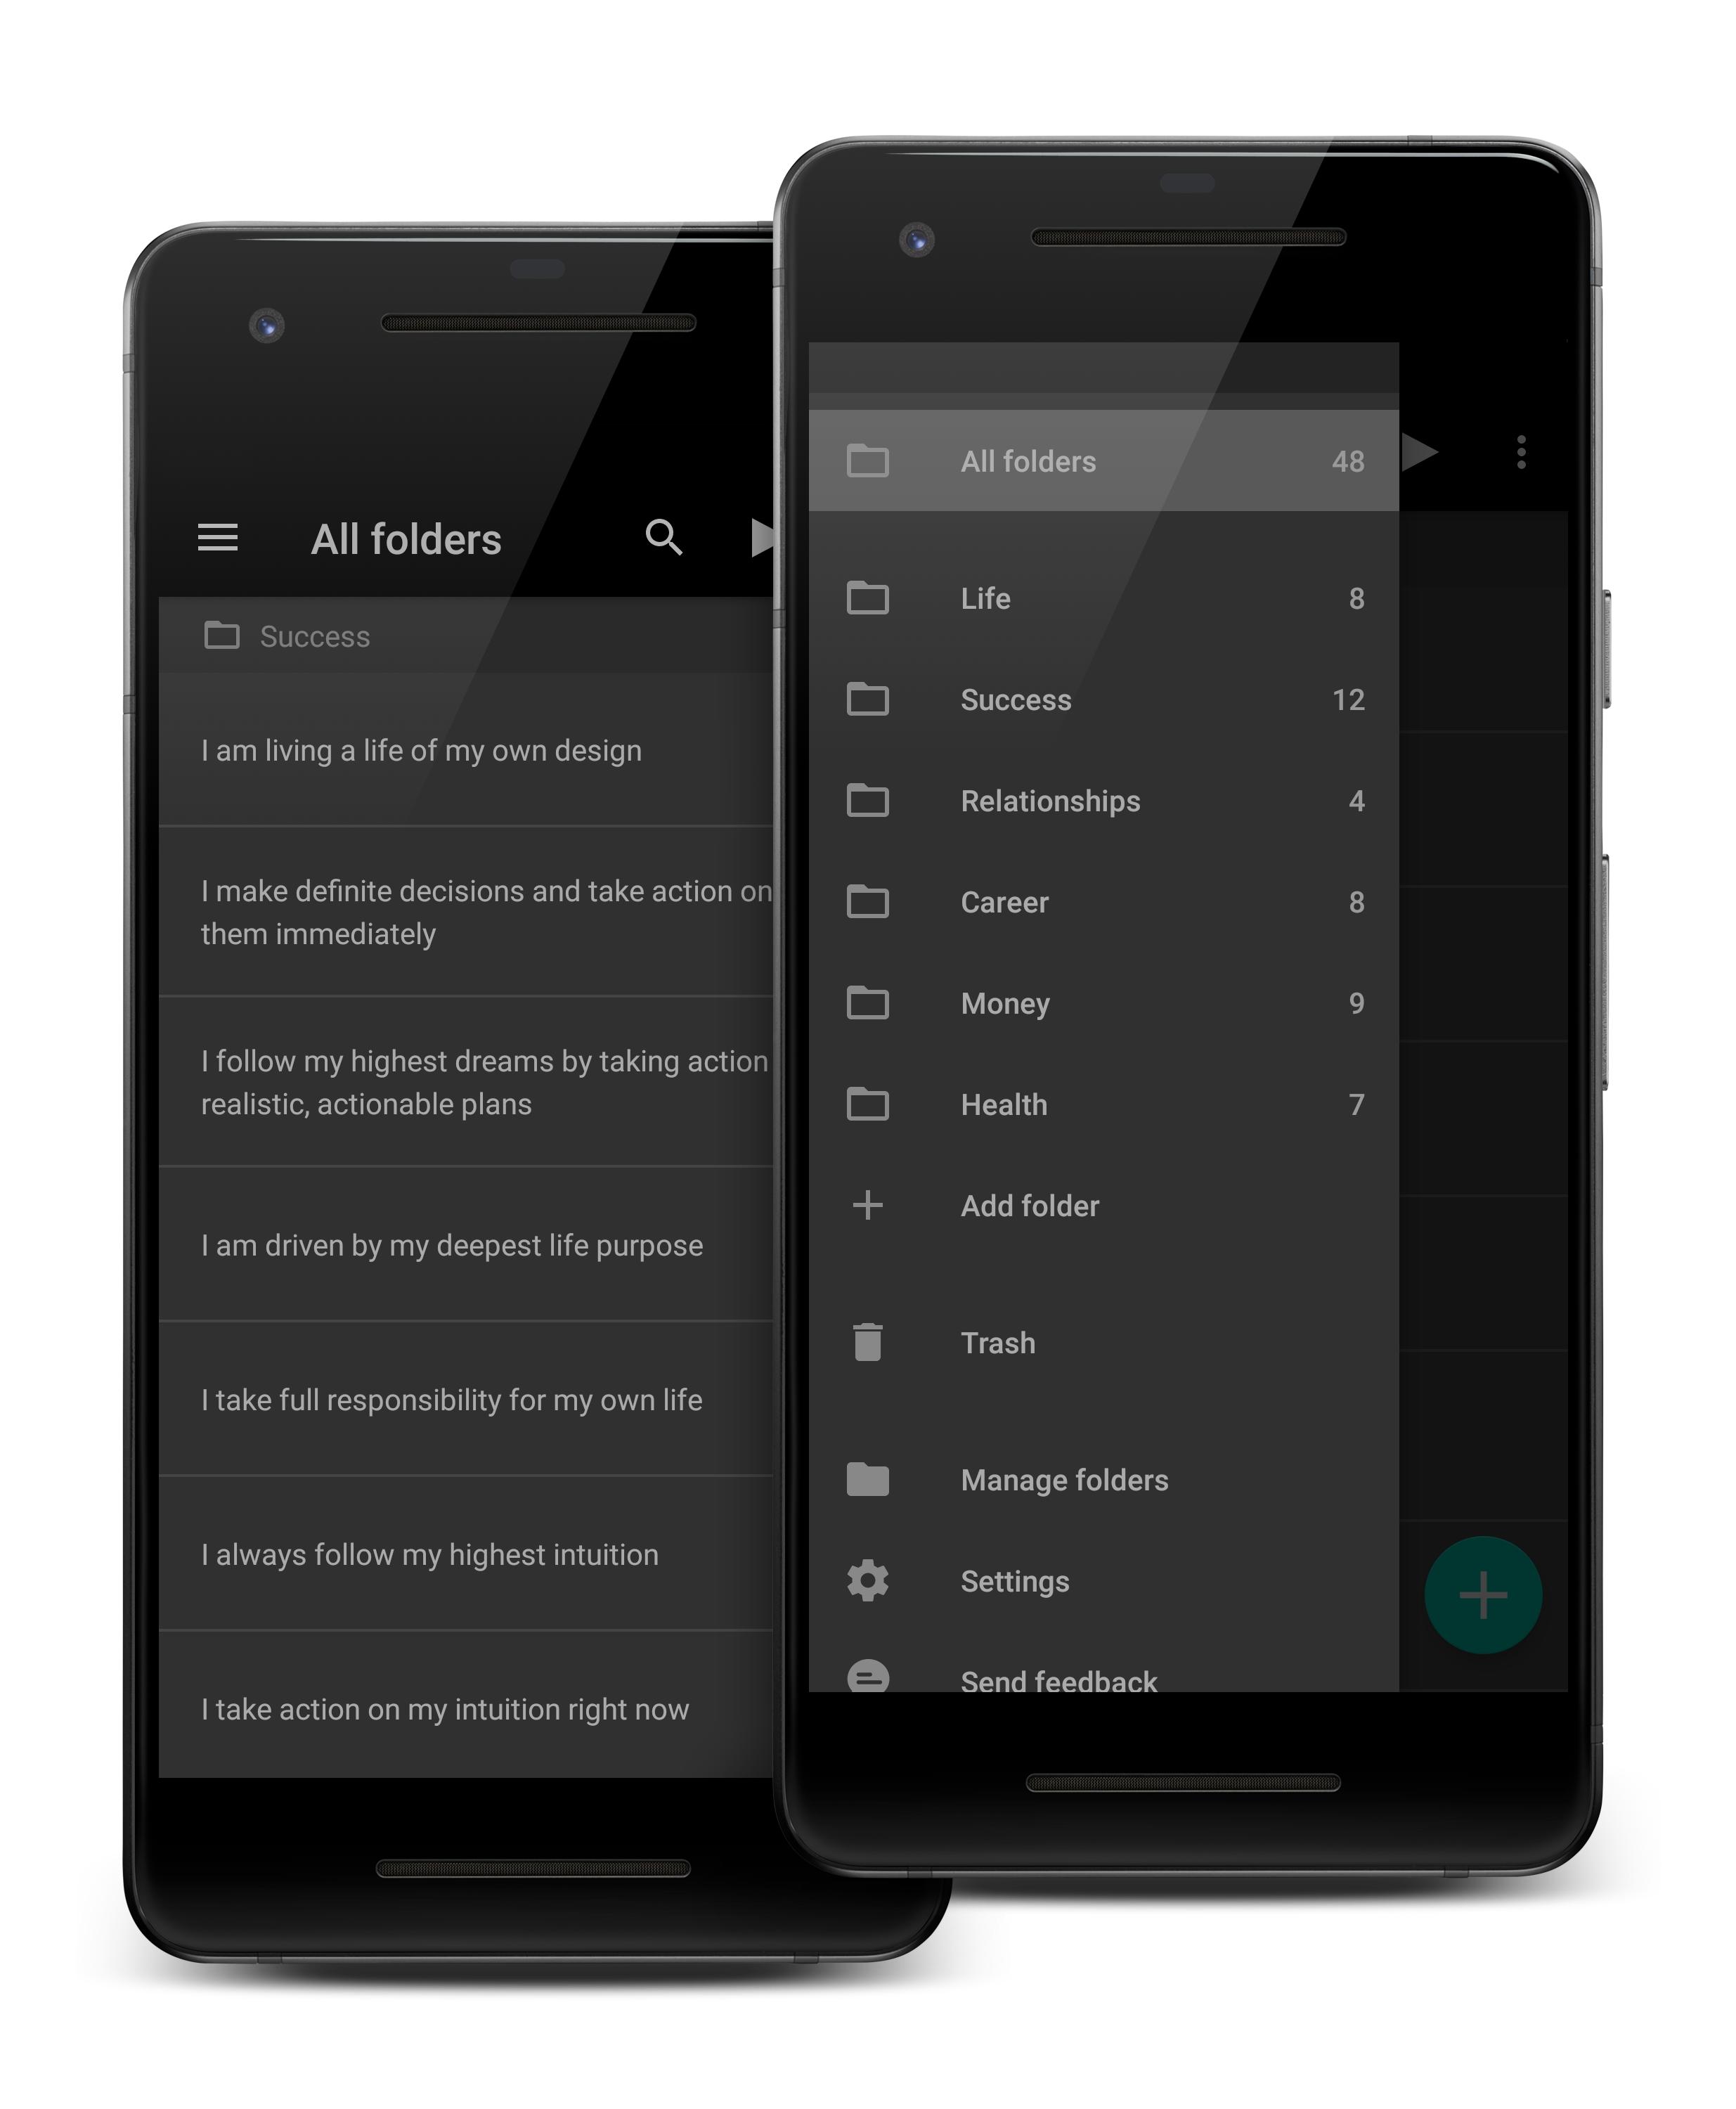 All folders
Success
I am living a life of my own design
I make definite decisions and take action on
them immediately
I follow my highest dreams by taking action
realistic, actionable plans
I am driven by my deepest life purpose
I take full responsibility for my own life
I always follow my highest intuition
I take action on my intuition right now
All folders 48
Life 8
Success 12
Relationships 4
Career 8
Money 9
Health 7
Add folder
Trash
Manage folders
Settings
Send feedback